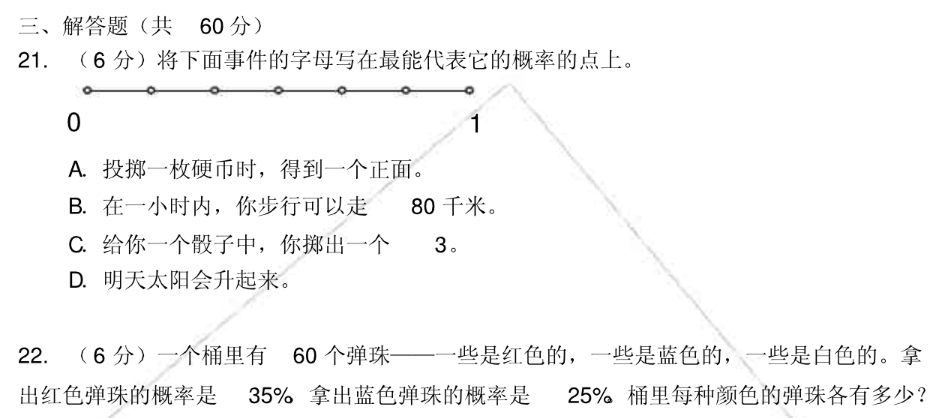 三、解答题（共 60 分）
21. （6 分）将下面事件的字母写在最能代表它的概率的点上。
0 1
A. 投掷一枚硬币时，得到一个正面。
B. 在一小时内，你步行可以走 80 千米。
C. 给你一个骰子中，你掷出一个 3。
D. 明天太阳会升起来。
22. （6 分）一个桶里有 60 个弹珠——一些是红色的，一些是蓝色的，一些是白色的。拿
出红色弹珠的概率是 35%。拿出蓝色弹珠的概率是 25%。桶里每种颜色的弹珠各有多少？